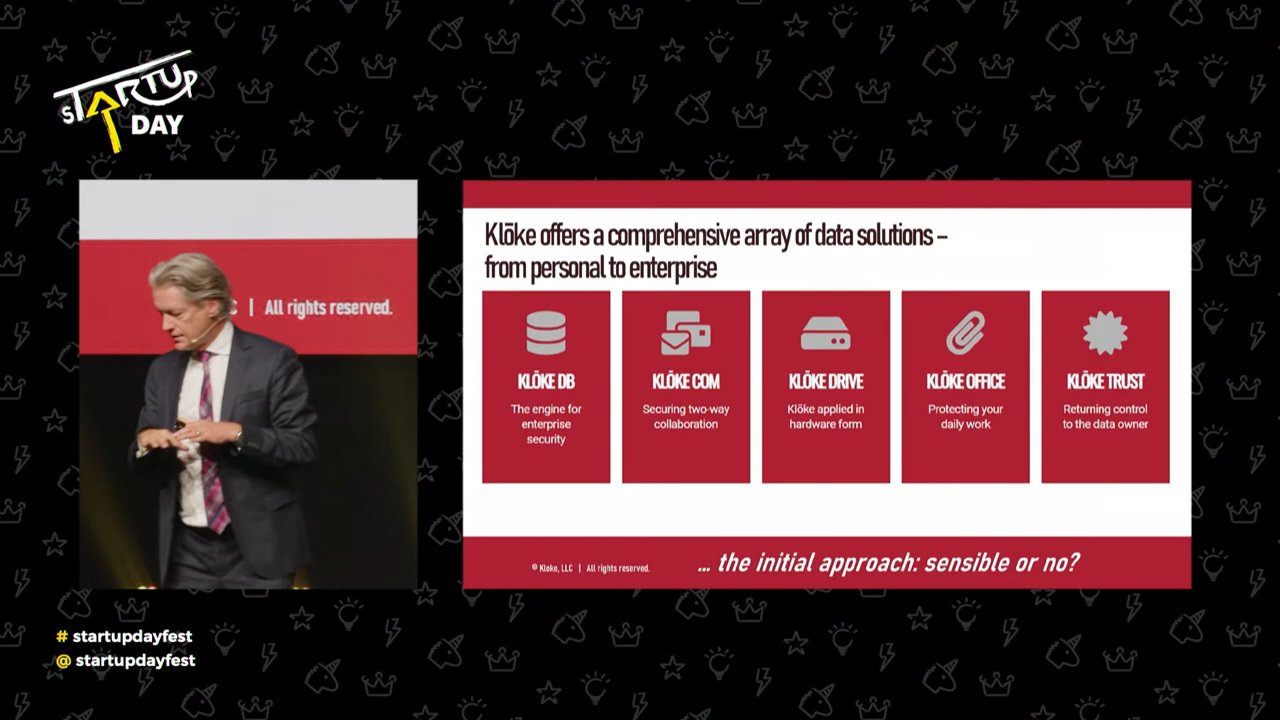 STARTUP
DAY
| All rights reserved.
Klōke offers a comprehensive array of data solutions –
from personal to enterprise
KLŌKE DB
The engine for
enterprise
security
KLŌKE COM
Securing two-way
collaboration
KLŌKE DRIVE
Klōke applied in
hardware form
KLŌKE OFFICE
Protecting your
daily work
KLŌKE TRUST
Returning control
to the data owner
© Kloke, LLC | All rights reserved.
... the initial approach: sensible or no?
# startupdayfest
@ startupdayfest